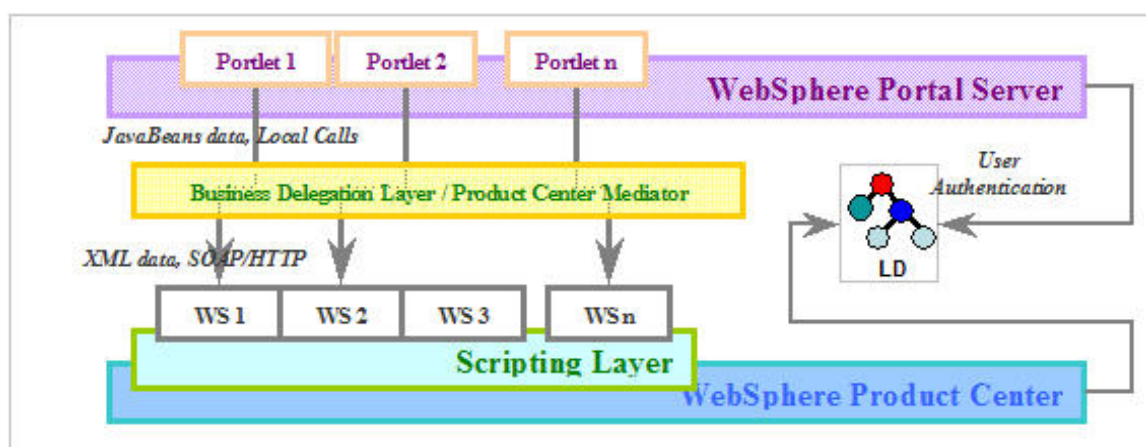 Portlet 1
Portlet 2
Portlet n
WebSphere Portal Server
JavaBeans data, Local Calls
User
Authentication
Business Delegation Layer / Product Center Mediator
XML data, SOAP/HTTP
LD
WS 1
WS 2
WS 3
WS n
Scripting Layer
WebSphere Product Center